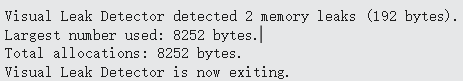 Visual Leak Detector detected 2 memory leaks (192 bytes).
Largest number used: 8252 bytes.
Total allocations: 8252 bytes.
Visual Leak Detector is now exiting.